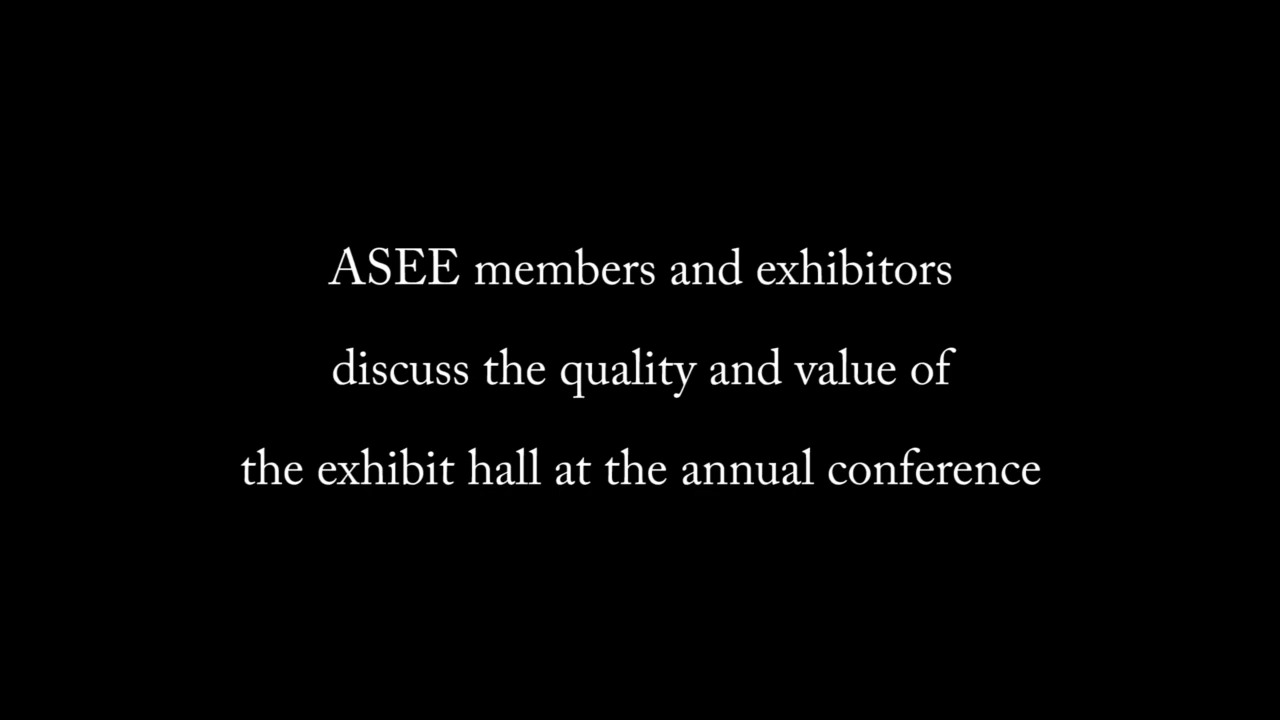 ASEE members and exhibitors
discuss the quality and value of
the exhibit hall at the annual conference